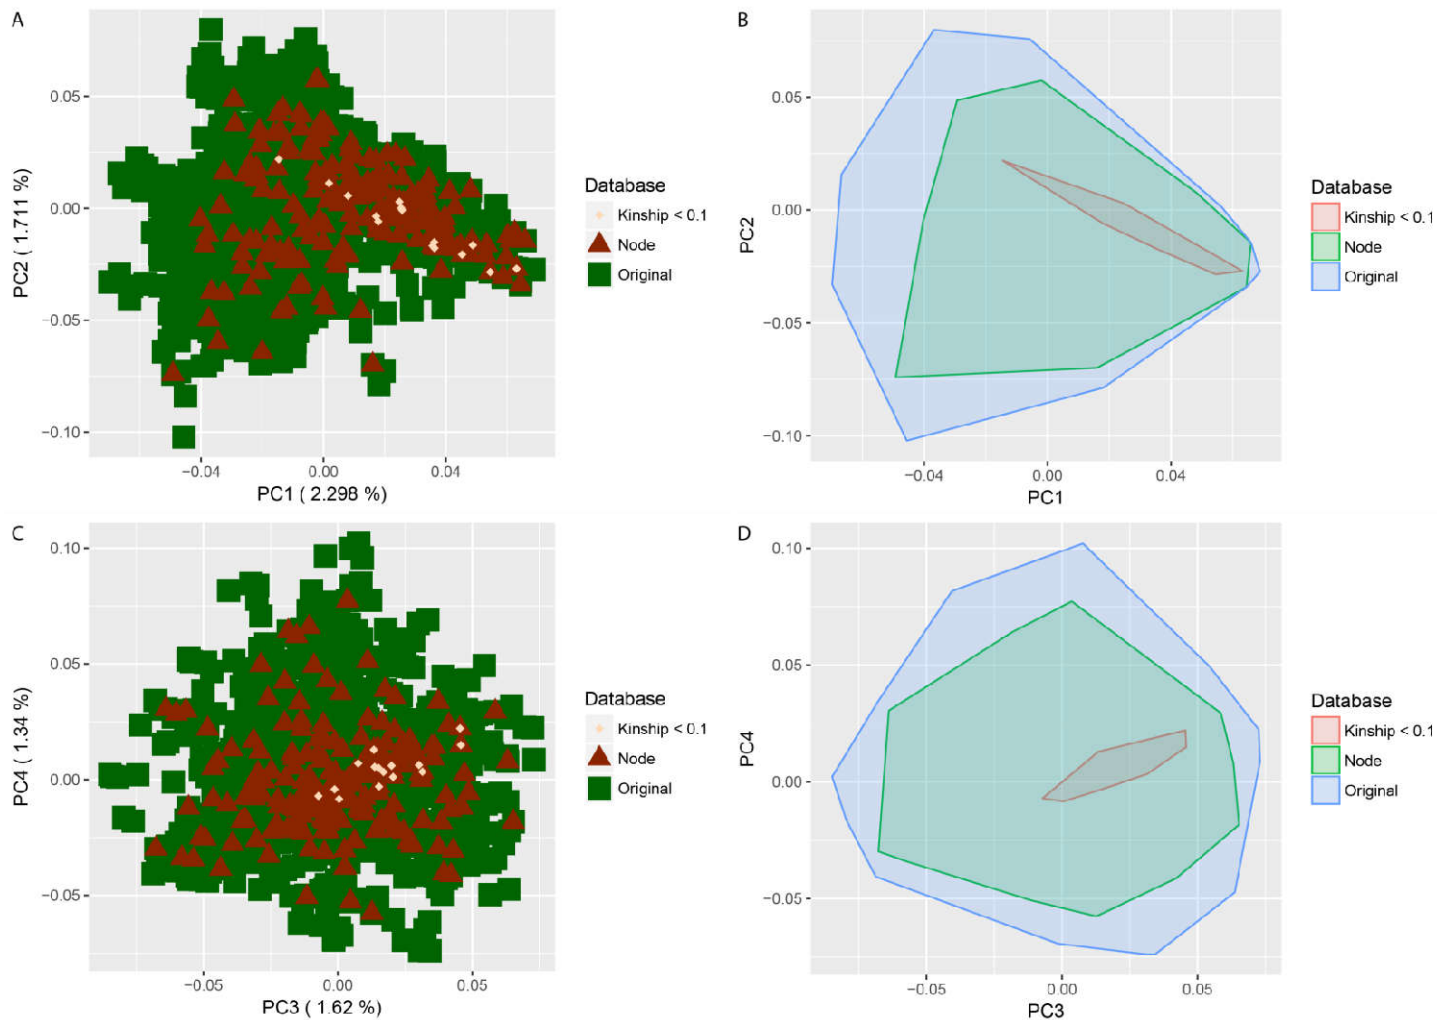 A
PC2 ( 1.711 %)
0.05
0.00
−0.05
−0.10
−0.04
0.00
0.04
PC1 ( 2.298 %)
Database
Kinship < 0.1
Node
Original
B
PC2
0.05
0.00
−0.05
−0.10
−0.04
0.00
0.04
PC1
Database
Kinship < 0.1
Node
Original
C
PC4 ( 1.34 %)
0.10
0.05
0.00
−0.05
−0.05
0.00
0.05
PC3 ( 1.62 %)
Database
Kinship < 0.1
Node
Original
D
PC4
0.10
0.05
0.00
−0.05
−0.05
0.00
0.05
PC3
Database
Kinship < 0.1
Node
Original